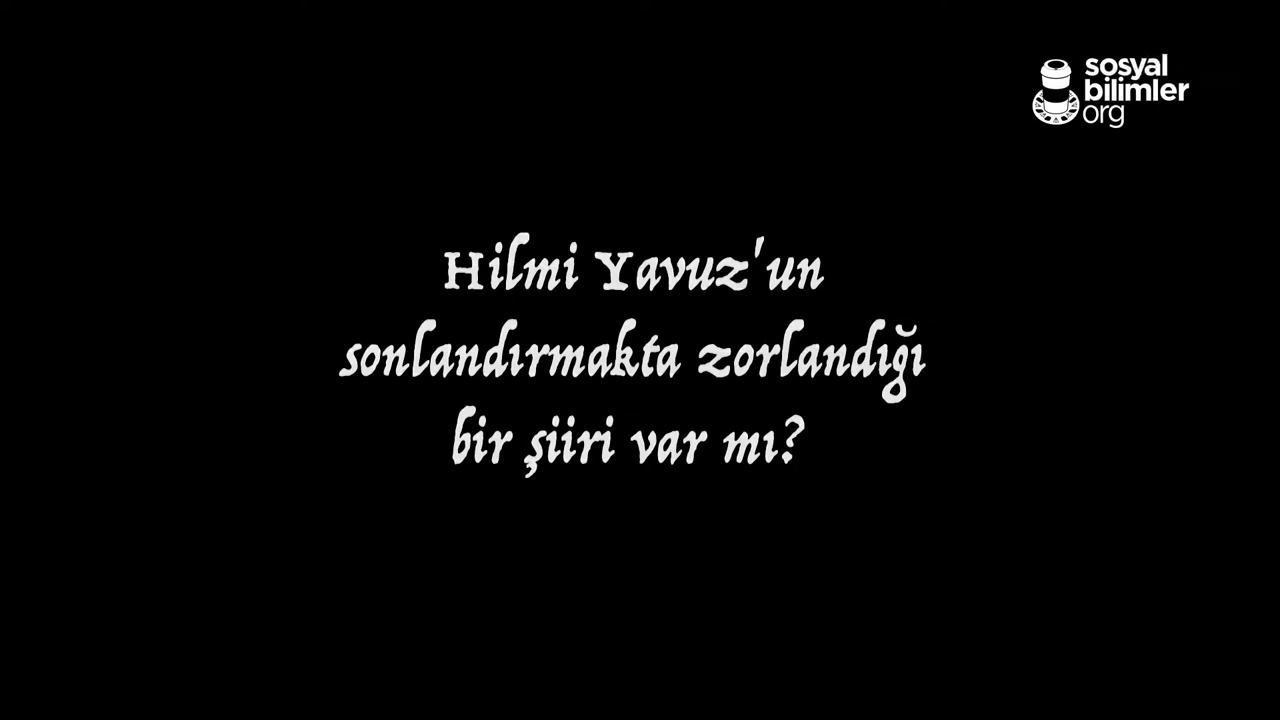 sosyal
bilimler
org
Hilmi Yavuz'un
sonlandırmakta zorlandığı
bir şiiri var mı?